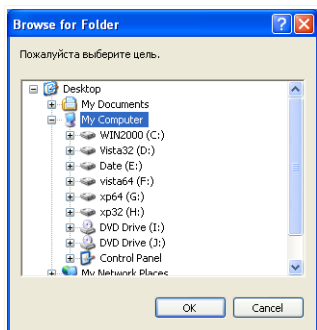 Browse for Folder
Пожалуйста выберите цель.
Desktop
My Documents
My Computer
WIN2000 (C:)
Vista32 (D:)
Date (E:)
vista64 (F:)
xp64 (G:)
xp32 (H:)
DVD Drive (I:)
DVD Drive (J:)
Control Panel
My Network Places
OK Cancel